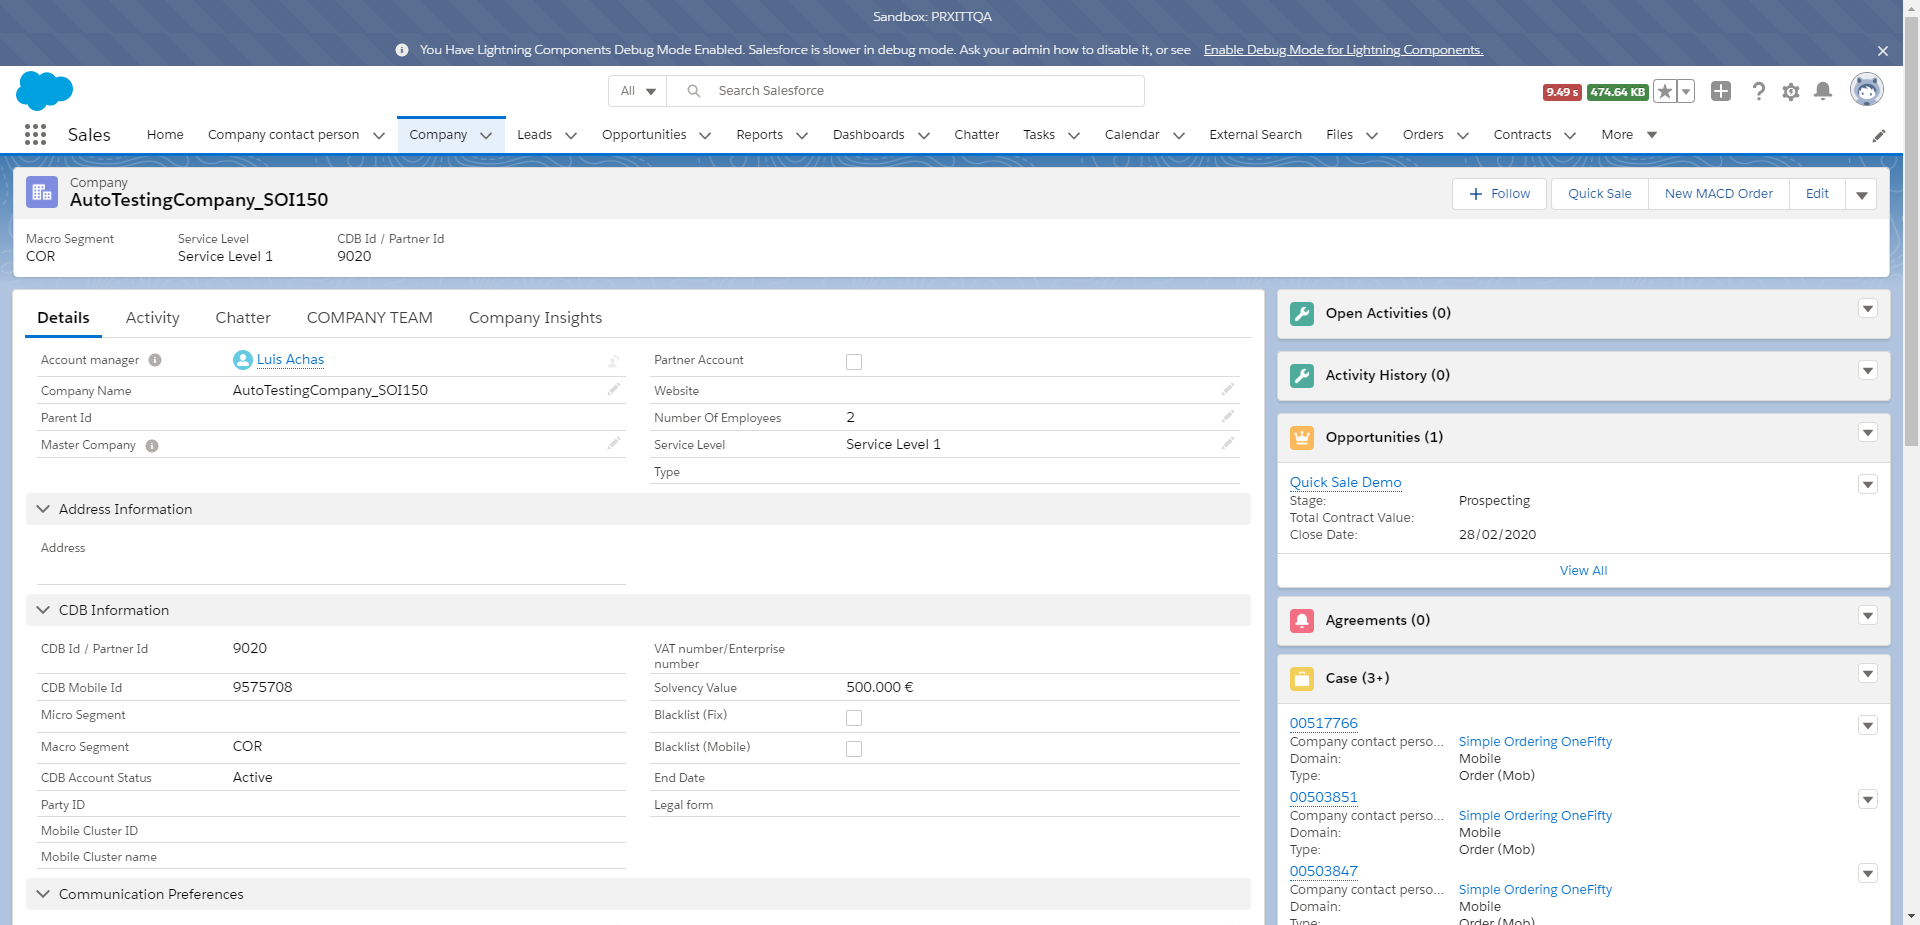 Sandbox: PRXITTQA
You Have Lightning Components Debug Mode Enabled. Salesforce is slower in debug mode. Ask your admin how to disable it, or see Enable Debug Mode for Lightning Components.
All
Search Salesforce
9.49 s
474.64 KB
Sales
Home
Company contact person
Company
Leads
Opportunities
Reports
Dashboards
Chatter
Tasks
Calendar
External Search
Files
Orders
Contracts
More
Company
AutoTestingCompany_SOI150
Follow
Quick Sale
New MACD Order
Edit
Macro Segment
COR
Service Level
Service Level 1
CDB Id / Partner Id
9020
Details
Activity
Chatter
COMPANY TEAM
Company Insights
Account manager
Luis Achas
Company Name
AutoTestingCompany_SOI150
Parent Id
Master Company
Partner Account
Website
Number Of Employees
2
Service Level
Service Level 1
Type
Address Information
Address
CDB Information
CDB Id / Partner Id
9020
CDB Mobile Id
9575708
Micro Segment
Macro Segment
COR
CDB Account Status
Active
Party ID
Mobile Cluster ID
Mobile Cluster name
VAT number/Enterprise
number
Solvency Value
500.000 €
Blacklist (Fix)
Blacklist (Mobile)
End Date
Legal form
Communication Preferences
Open Activities (0)
Activity History (0)
Opportunities (1)
Quick Sale Demo
Stage:
Prospecting
Total Contract Value:
Close Date:
28/02/2020
View All
Agreements (0)
Case (3+)
00517766
Company contact perso...
Simple Ordering OneFifty
Domain:
Mobile
Type:
Order (Mob)
00503851
Company contact perso...
Simple Ordering OneFifty
Domain:
Mobile
Type:
Order (Mob)
00503847
Company contact perso...
Simple Ordering OneFifty
Domain:
Mobile
Type:
Order (Mob)